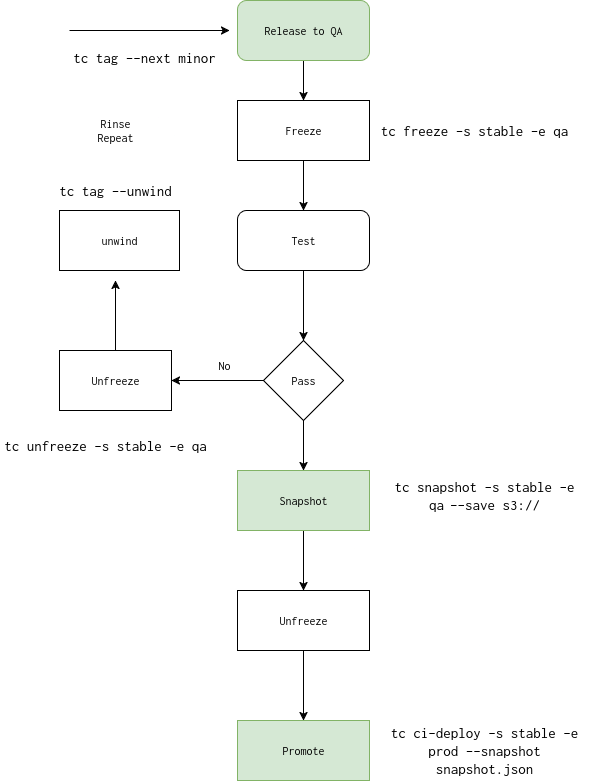 Release to QA
tc tag --next minor
Rinse
Repeat
Freeze
tc freeze -s stable -e qa
tc tag --unwind
unwind
Test
No
Unfreeze
Pass
tc unfreeze -s stable -e qa
Snapshot
tc snapshot -s stable -e
qa --save s3://
Unfreeze
Promote
tc ci-deploy -s stable -e
prod --snapshot
snapshot.json